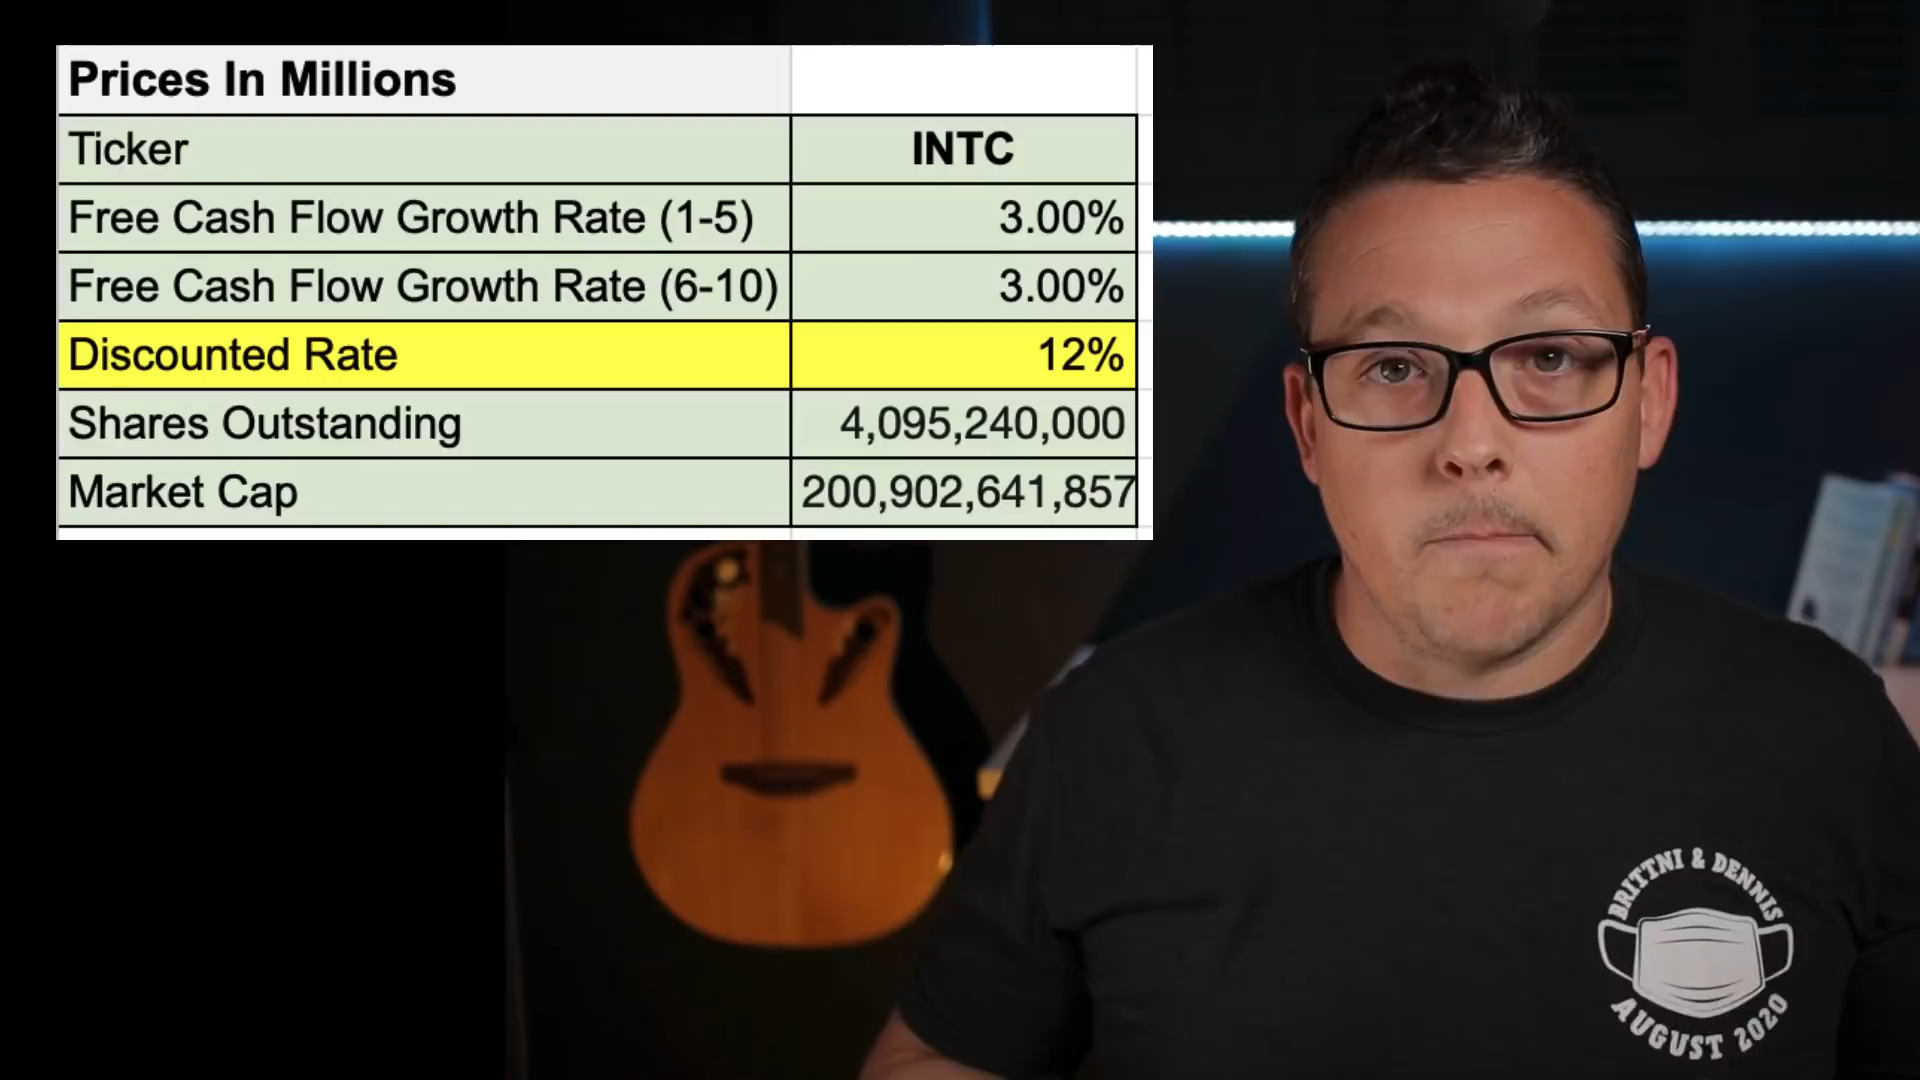 Prices In Millions
Ticker INTC
Free Cash Flow Growth Rate (1-5) 3.00%
Free Cash Flow Growth Rate (6-10) 3.00%
Discounted Rate 12%
Shares Outstanding 4,095,240,000
Market Cap 200,902,641,857
BRITTNI & DENNIS
AUGUST 2020